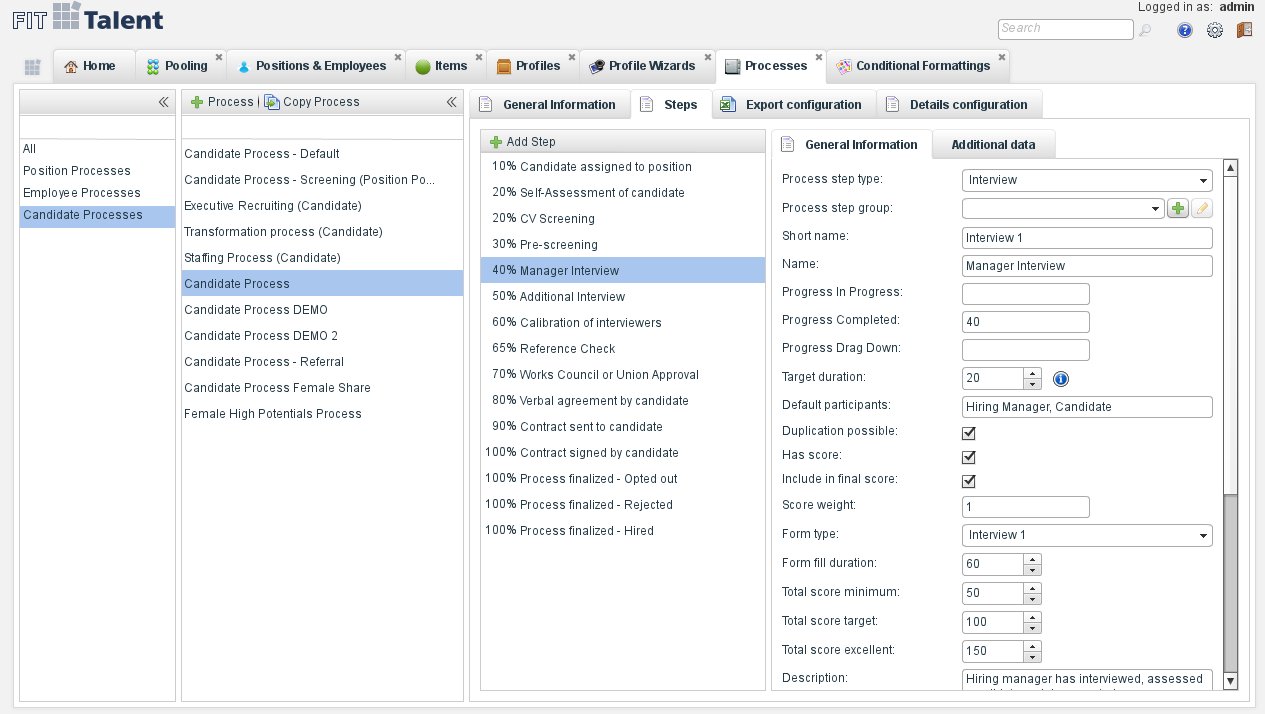 Logged in as: admin
FIT Talent
Search
Home
Pooling
Positions & Employees
Items
Profiles
Profile Wizards
Processes
Conditional Formattings
All
Position Processes
Employee Processes
Candidate Processes
Process
Copy Process
Candidate Process - Default
Candidate Process - Screening (Position Po...
Executive Recruiting (Candidate)
Transformation process (Candidate)
Staffing Process (Candidate)
Candidate Process
Candidate Process DEMO
Candidate Process DEMO 2
Candidate Process - Referral
Candidate Process Female Share
Female High Potentials Process
General Information
Steps
Export configuration
Details configuration
Add Step
10% Candidate assigned to position
20% Self-Assessment of candidate
20% CV Screening
30% Pre-screening
40% Manager Interview
50% Additional Interview
60% Calibration of interviewers
65% Reference Check
70% Works Council or Union Approval
80% Verbal agreement by candidate
90% Contract sent to candidate
100% Contract signed by candidate
100% Process finalized - Opted out
100% Process finalized - Rejected
100% Process finalized - Hired
General Information
Additional data
Process step type: Interview
Process step group:
Short name: Interview 1
Name: Manager Interview
Progress In Progress:
Progress Completed: 40
Progress Drag Down:
Target duration: 20
Default participants: Hiring Manager, Candidate
Duplication possible:
Has score:
Include in final score:
Score weight: 1
Form type: Interview 1
Form fill duration: 60
Total score minimum: 50
Total score target: 100
Total score excellent: 150
Description: Hiring manager has interviewed, assessed